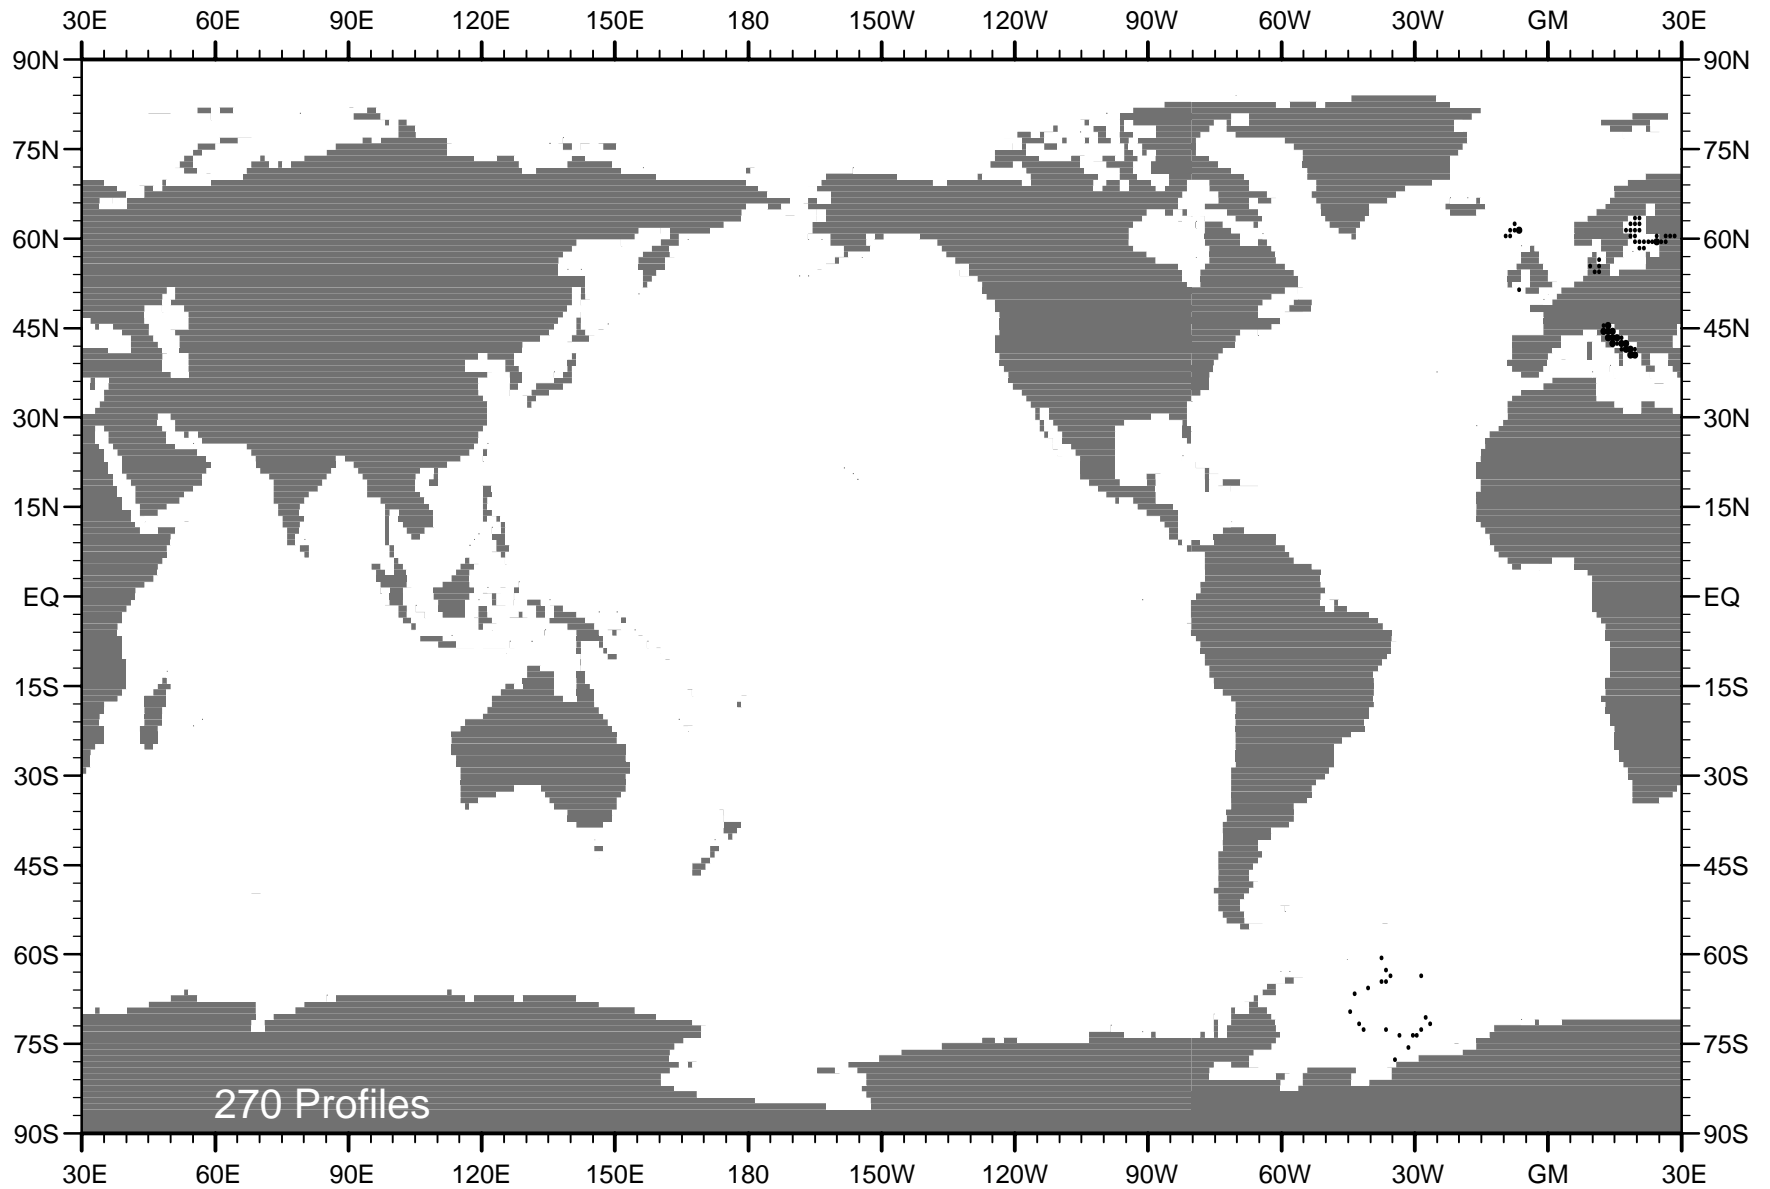 30E 60E 90E 120E 150E 180 150W 120W 90W 60W 30W GM 30E
90N 90N
75N 75N
60N 60N
45N 45N
30N 30N
15N 15N
EQ EQ
15S 15S
30S 30S
45S 45S
60S 60S
75S 75S
270 Profiles
90S 90S
30E 60E 90E 120E 150E 180 150W 120W 90W 60W 30W GM 30E